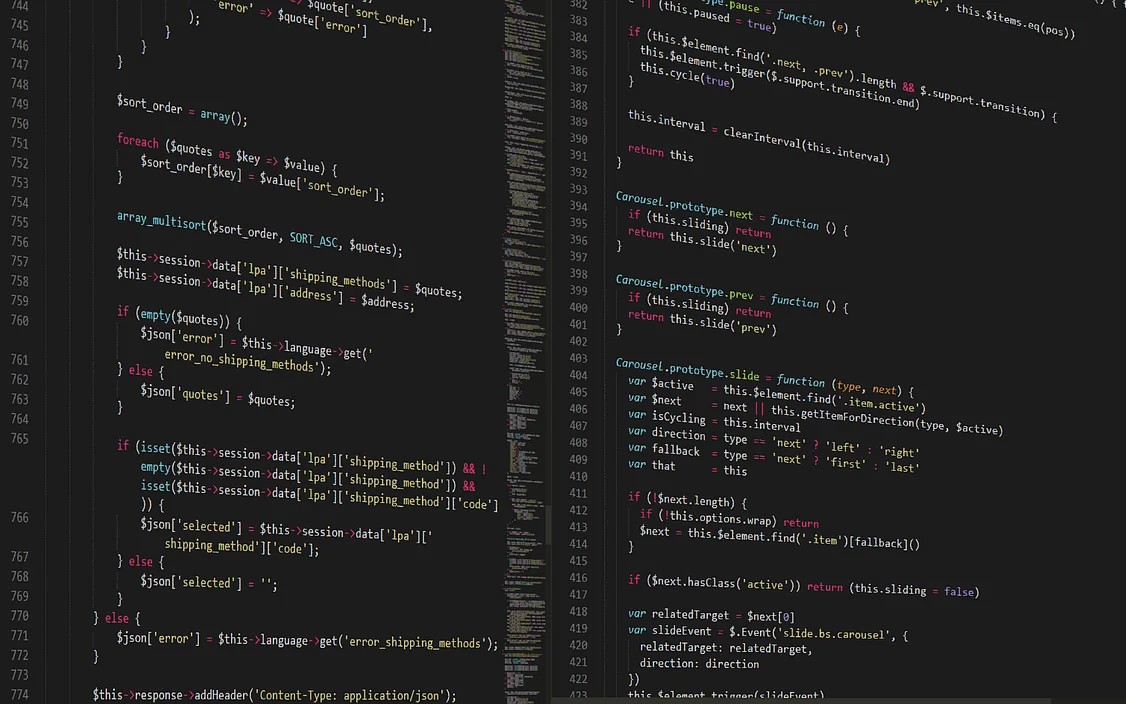 744
745 'error' => $quote['sort_order'],
'error' => $quote['error']
746 );
747 }
}
748 }
749 $sort_order = array();
750
751 foreach ($quotes as $key => $value) {
752 $sort_order[$key] = $value['sort_order'];
753 }
754
755 array_multisort($sort_order, SORT_ASC, $quotes);
756
757 $this->session->data['lpa']['shipping_methods'] = $quotes;
758 $this->session->data['lpa']['address'] = $address;
759
760 if (empty($quotes)) {
$json['error'] = $this->language->get('
error_no_shipping_methods');
761 } else {
762 $json['quotes'] = $quotes;
763 }
764
765 if (isset($this->session->data['lpa']['shipping_method']) && !
empty($this->session->data['lpa']['shipping_method']) &&
isset($this->session->data['lpa']['shipping_method']['code']
)) {
766 $json['selected'] = $this->session->data['lpa']['
shipping_method']['code'];
767 } else {
768 $json['selected'] = '';
769 }
770 } else {
771 $json['error'] = $this->language->get('error_shipping_methods');
772 }
773
774 $this->response->addHeader('Content-Type: application/json');
382 prev', this.$items.eq(pos))
383 .pause = function (e) {
384 || (this.paused = true)
385 if (this.$element.find('.next, .prev').length && $.support.transition) {
386 this.$element.trigger($.support.transition.end)
387 this.cycle(true)
388 }
389 this.interval = clearInterval(this.interval)
390
391 return this
392 }
393
394 Carousel.prototype.next = function () {
395 if (this.sliding) return
396 return this.slide('next')
397 }
398
399 Carousel.prototype.prev = function () {
400 if (this.sliding) return
401 return this.slide('prev')
402 }
403
404 Carousel.prototype.slide = function (type, next) {
405 var $active = this.$element.find('.item.active')
406 var $next = next || this.getItemForDirection(type, $active)
407 var isCycling = this.interval
408 var direction = type == 'next' ? 'left' : 'right'
409 var fallback = type == 'next' ? 'first' : 'last'
410 var that = this
411
412 if (!$next.length) {
413 if (!this.options.wrap) return
414 $next = this.$element.find('.item')[fallback]()
415 }
416
417 if ($next.hasClass('active')) return (this.sliding = false)
418
419 var relatedTarget = $next[0]
420 var slideEvent = $.Event('slide.bs.carousel', {
421 relatedTarget: relatedTarget,
422 direction: direction
423 })
this.$element.trigger(slideEvent)